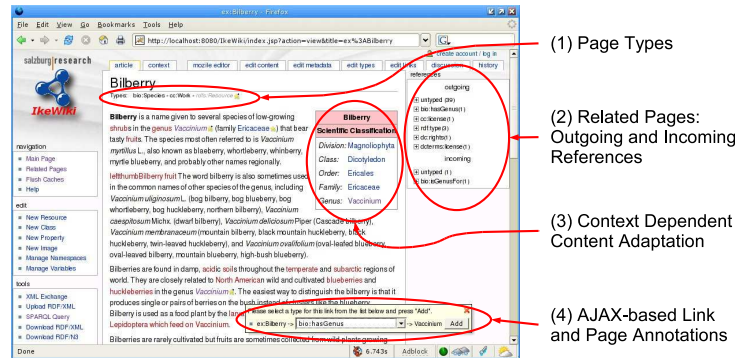 ex:Bilberry - Firefox
File Edit View Go Bookmarks Tools Help
http://localhost:8080/IkeWiki/index.jsp?action=view&title=ex%3ABilberry
G
salzburg research
IkeWiki
create account / log in
article context mozile editor edit content edit metadata edit types edit links discussion history
navigation
Main Page
Related Pages
Flush Caches
Help
edit
New Resource
New Class
New Property
New Image
Manage Namespaces
Manage Variables
tools
XML Exchange
Upload RDF/XML
SPARQL Query
Download RDF/XML
Download RDF/N3
Bilberry
Types: bio:Species - cc:Work - rdfs:Resource
Bilberry is a name given to several species of low-growing
shrubs in the genus Vaccinium (family Ericaceae) that bear
tasty fruits. The species most often referred to is Vaccinium
myrtillus L., also known as blaeberry, whortleberry, whinberry,
myrtle blueberry, and probably other names regionally.
leftthumbBilberry fruit The word bilberry is also sometimes used
in the common names of other species of the genus, including
Vaccinium uliginosum L. (bog bilberry, bog blueberry, bog
whortleberry, bog huckleberry, northern bilberry), Vaccinium
caespitosum Michx. (dwarf bilberry), Vaccinium deliciosum Piper (Cascade bilberry),
Vaccinium membranaceum (mountain bilberry, black mountain huckleberry, black
huckleberry, twin-leaved huckleberry), and Vaccinium ovalifolium (oval-leafed blueberry,
oval-leaved bilberry, mountain blueberry, high-bush blueberry).
Bilberries are found in damp, acidic soils throughout the temperate and subarctic regions of
world. They are closely related to North American wild and cultivated blueberries and
huckleberries in the genus Vaccinium. The easiest way to distinguish the bilberry is that it
produces single or pairs of berries on the bush instead of clusters like the blueberry.
Bilberry is used as a food plant by the
Lepidoptera which feed on Vaccinium.
Bilberries are rarely cultivated but fruits are sometimes collected from wild plants growing
Bilberry
Scientific Classification
Division: Magnoliophyta
Class: Dicotyledon
Order: Ericales
Family: Ericaceae
Genus: Vaccinium
references
outgoing
untyped (39)
bio:hasGenus(1)
cc:license(1)
rdf:type(3)
dc:rights(1)
dcterms:license(1)
incoming
untyped (1)
bio:isGenusFor(1)
Please select a type for this link from the list below and press "Add".
ex:Bilberry -> bio:hasGenus -> Vaccinium Add
Done 6.743s Adblock
(1) Page Types
(2) Related Pages:
Outgoing and Incoming
References
(3) Context Dependent
Content Adaptation
(4) AJAX-based Link
and Page Annotations